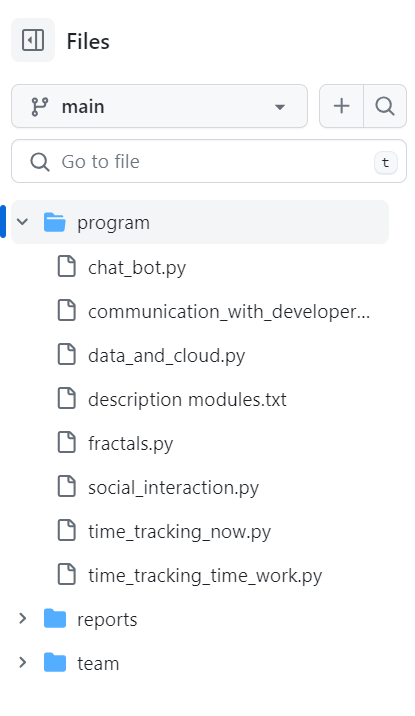 Files
main
Go to file t
program
chat_bot.py
communication_with_developer...
data_and_cloud.py
description modules.txt
fractals.py
social_interaction.py
time_tracking_now.py
time_tracking_time_work.py
reports
team